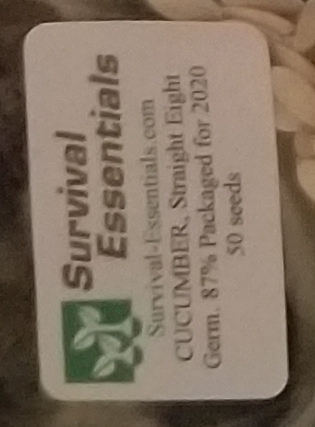 Survival
Essentials
Survival-Essentials.com
CUCUMBER, Straight Eight
Germ. 87% Packaged for 2020
50 seeds